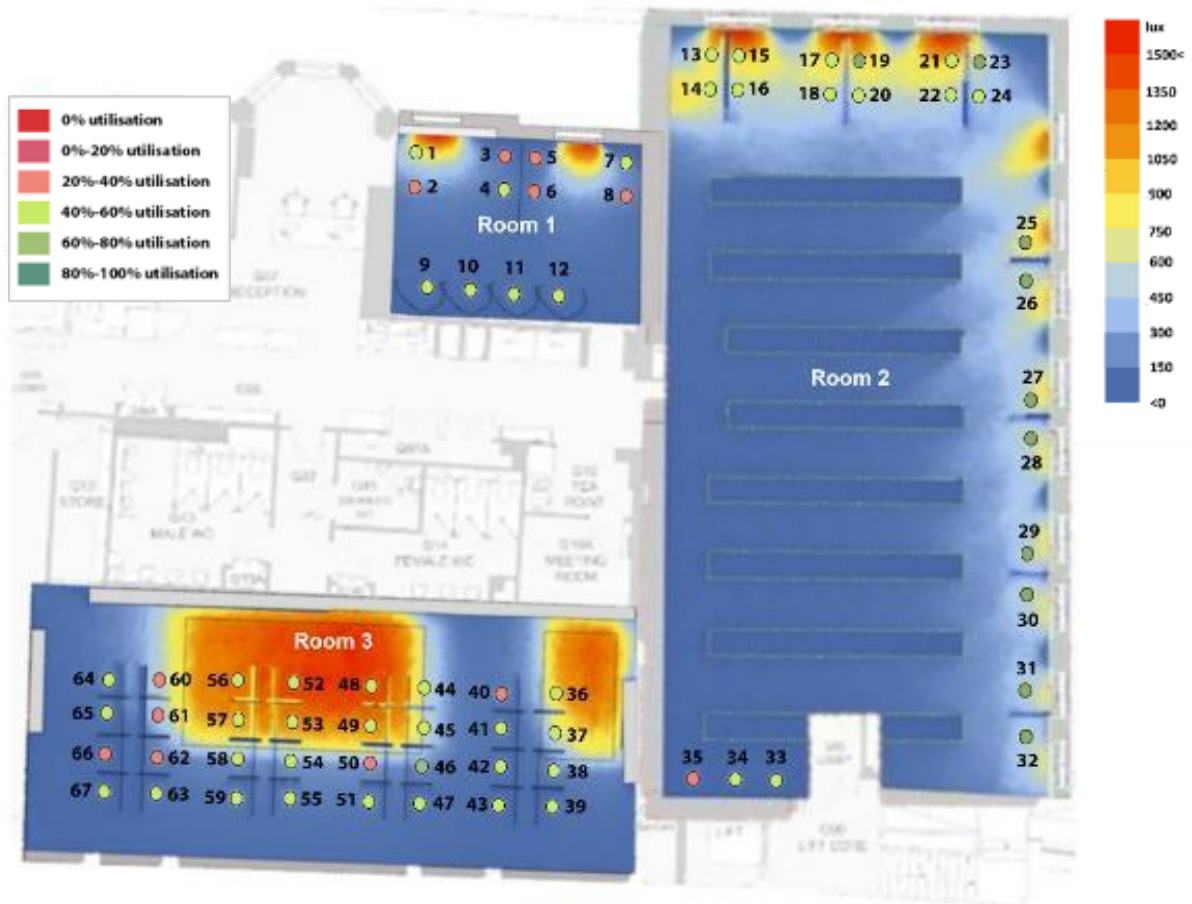 lux
1500<
1350
1200
1050
900
750
600
450
300
150
<0
0% utilisation
0%-20% utilisation
20%-40% utilisation
40%-60% utilisation
60%-80% utilisation
80%-100% utilisation
13 15 17 19 21 23
14 16 18 20 22 24
1 3 5 7
2 4 6 8
Room 1
9 10 11 12
RECEPTION
25
26
Room 2
27
28
29
30
31
32
35 34 33
STORE
MALE WC
FEMALE WC
TEA
POINT
MEETING
ROOM
Room 3
64 60 56 52 48 44 40 36
65 61 57 53 49 45 41 37
66 62 58 54 50 46 42 38
67 63 59 55 51 47 43 39
LIFT
LIFT CORE